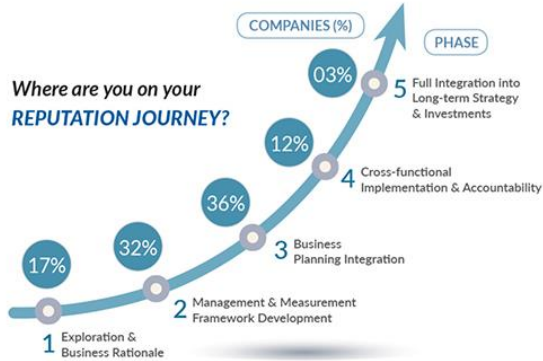 COMPANIES (%)
PHASE
Where are you on your
REPUTATION JOURNEY?
03%
5 Full Integration into
Long-term Strategy
& Investments
12%
4 Cross-functional
Implementation & Accountability
36%
3 Business
Planning Integration
32%
2 Management & Measurement
Framework Development
17%
1 Exploration &
Business Rationale